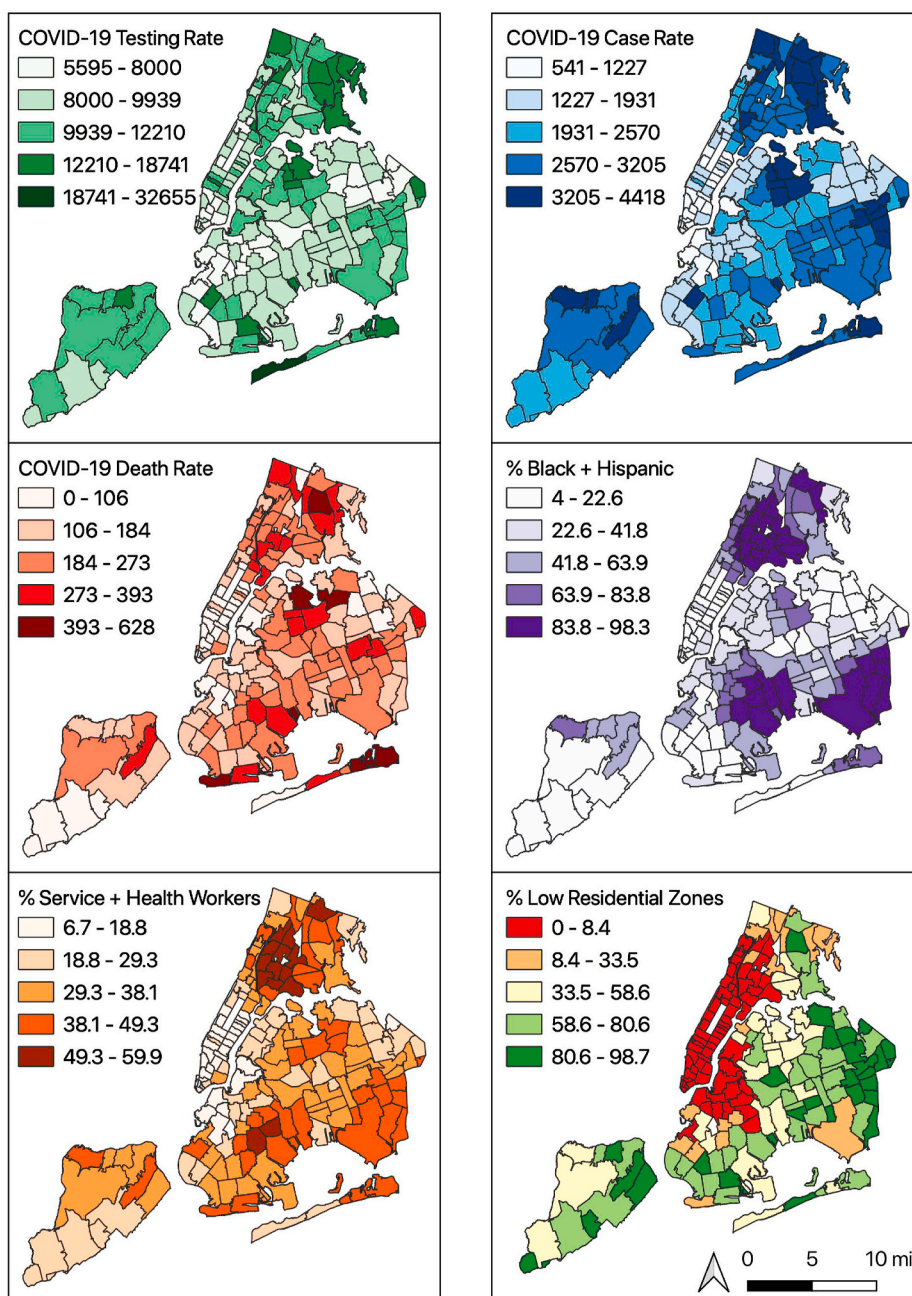 COVID-19 Testing Rate
5595 - 8000
8000 - 9939
9939 - 12210
12210 - 18741
18741 - 32655
COVID-19 Case Rate
541 - 1227
1227 - 1931
1931 - 2570
2570 - 3205
3205 - 4418
COVID-19 Death Rate
0 - 106
106 - 184
184 - 273
273 - 393
393 - 628
% Black + Hispanic
4 - 22.6
22.6 - 41.8
41.8 - 63.9
63.9 - 83.8
83.8 - 98.3
% Service + Health Workers
6.7 - 18.8
18.8 - 29.3
29.3 - 38.1
38.1 - 49.3
49.3 - 59.9
% Low Residential Zones
0 - 8.4
8.4 - 33.5
33.5 - 58.6
58.6 - 80.6
80.6 - 98.7
0 5 10 mi